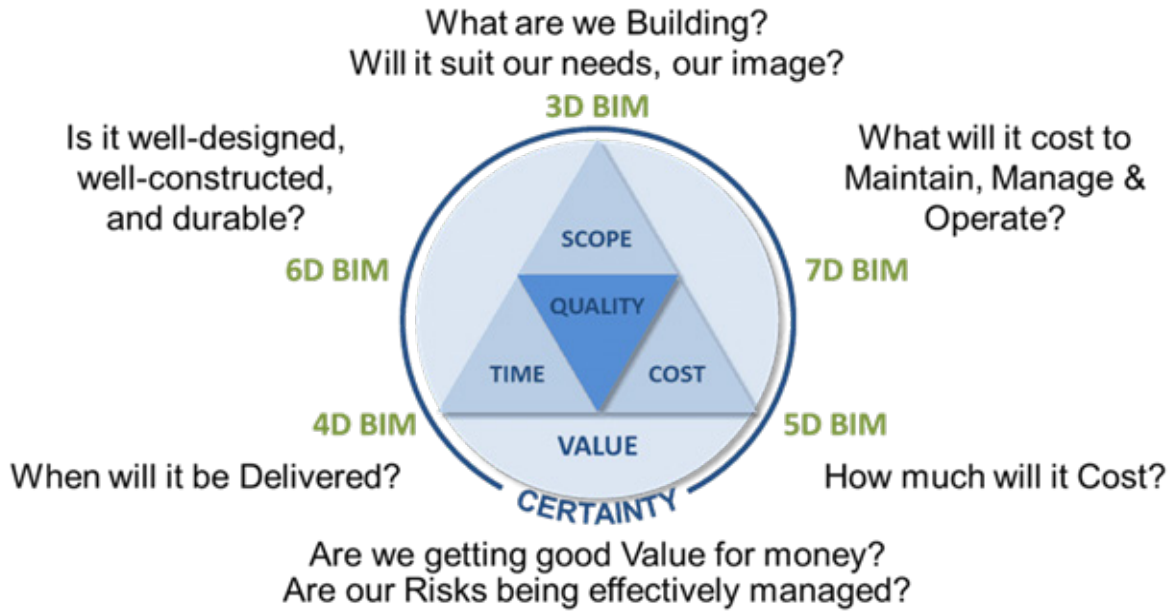 What are we Building?
Will it suit our needs, our image?
3D BIM
Is it well-designed,
well-constructed,
and durable?
6D BIM
What will it cost to
Maintain, Manage &
Operate?
7D BIM
SCOPE
QUALITY
TIME
COST
VALUE
4D BIM
When will it be Delivered?
5D BIM
How much will it Cost?
CERTAINTY
Are we getting good Value for money?
Are our Risks being effectively managed?